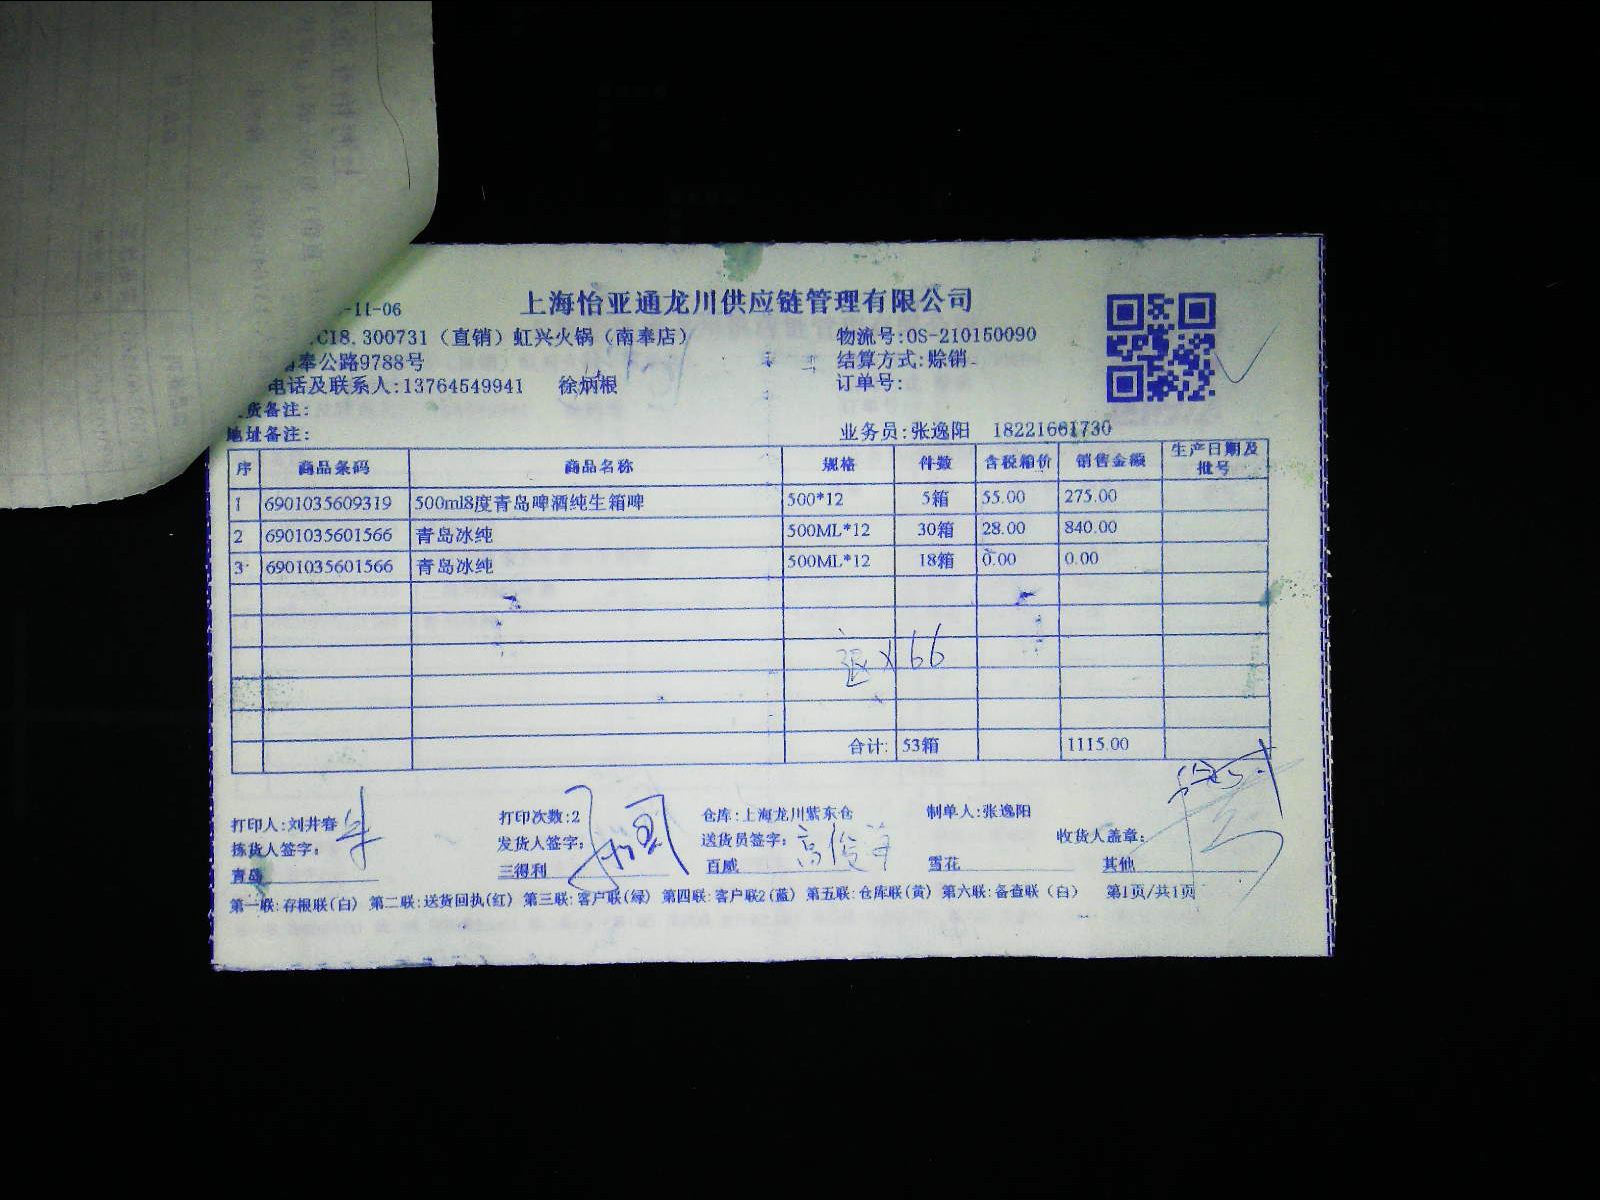 上海怡亚通龙川供应链管理有限公司
-11-06
C18.300731（直销）虹兴火锅（南奉店）
物流号:OS-210150090
奉公路9788号
结算方式:赊销
电话及联系人:13764549941 徐炳根
订单号:
货备注:
地址备注:
业务员:张逸阳 18221661730
序 商品条码 商品名称 规格 件数 含税箱价 销售金额 生产日期及批号
1 6901035609319 500ml8度青岛啤酒纯生箱啤 500*12 5箱 55.00 275.00
2 6901035601566 青岛冰纯 500ML*12 30箱 28.00 840.00
3 6901035601566 青岛冰纯 500ML*12 18箱 0.00 0.00
退 x 66
合计: 53箱 1115.00
打印人:刘井春 打印次数:2 仓库:上海龙川紫东仓 制单人:张逸阳
拣货人签字: 发货人签字: 送货员签字: 收货人盖章:
青岛 三得利 百威 雪花 其他
第一联:存根联(白) 第二联:送货回执(红) 第三联:客户联(绿) 第四联:客户联2(蓝) 第五联:仓库联(黄) 第六联:备查联（白） 第1页/共1页